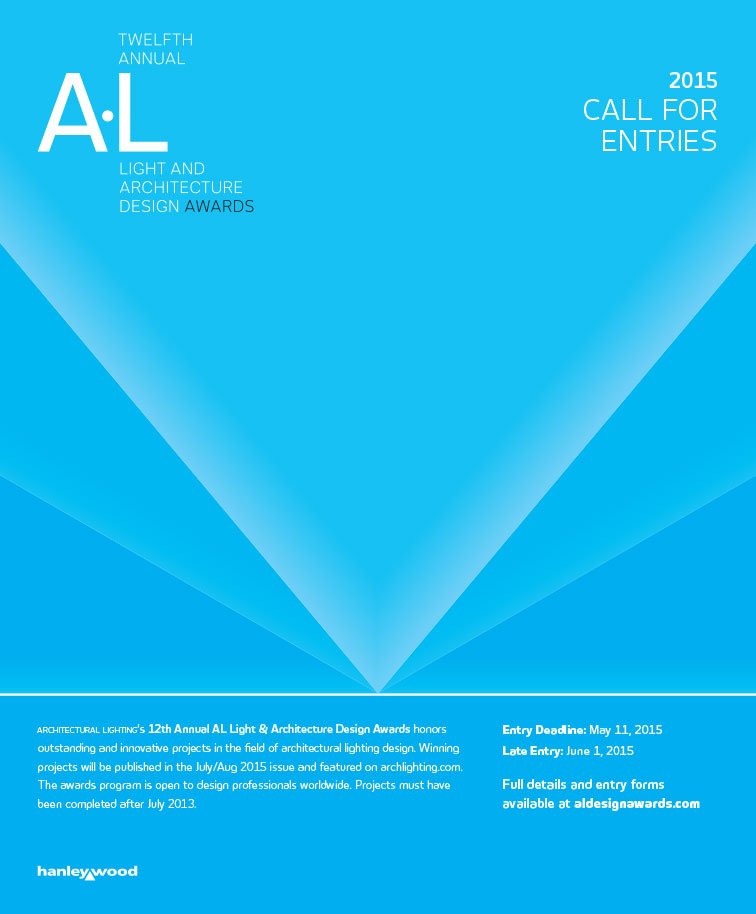 TWELFTH
ANNUAL
A·L
LIGHT AND
ARCHITECTURE
DESIGN AWARDS
2015
CALL FOR
ENTRIES
ARCHITECTURAL LIGHTING's 12th Annual AL Light & Architecture Design Awards honors
outstanding and innovative projects in the field of architectural lighting design. Winning
projects will be published in the July/Aug 2015 issue and featured on archlighting.com.
The awards program is open to design professionals worldwide. Projects must have
been completed after July 2013.
Entry Deadline: May 11, 2015
Late Entry: June 1, 2015
Full details and entry forms
available at aldesignawards.com
hanleywood